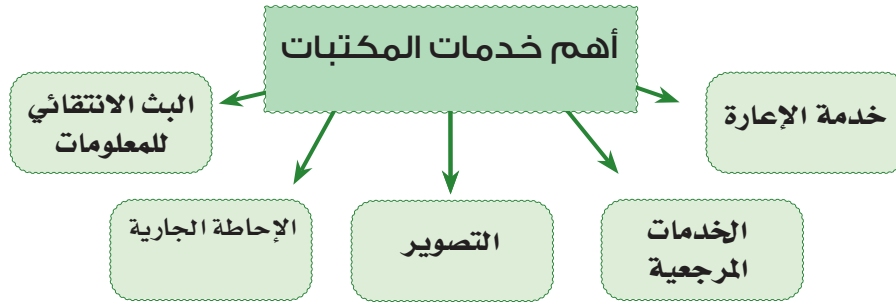 أهم خدمات المكتبات
خدمة الإعارة
الخدمات
المرجعية
التصوير
الإحاطة الجارية
البث الانتقائي
للمعلومات